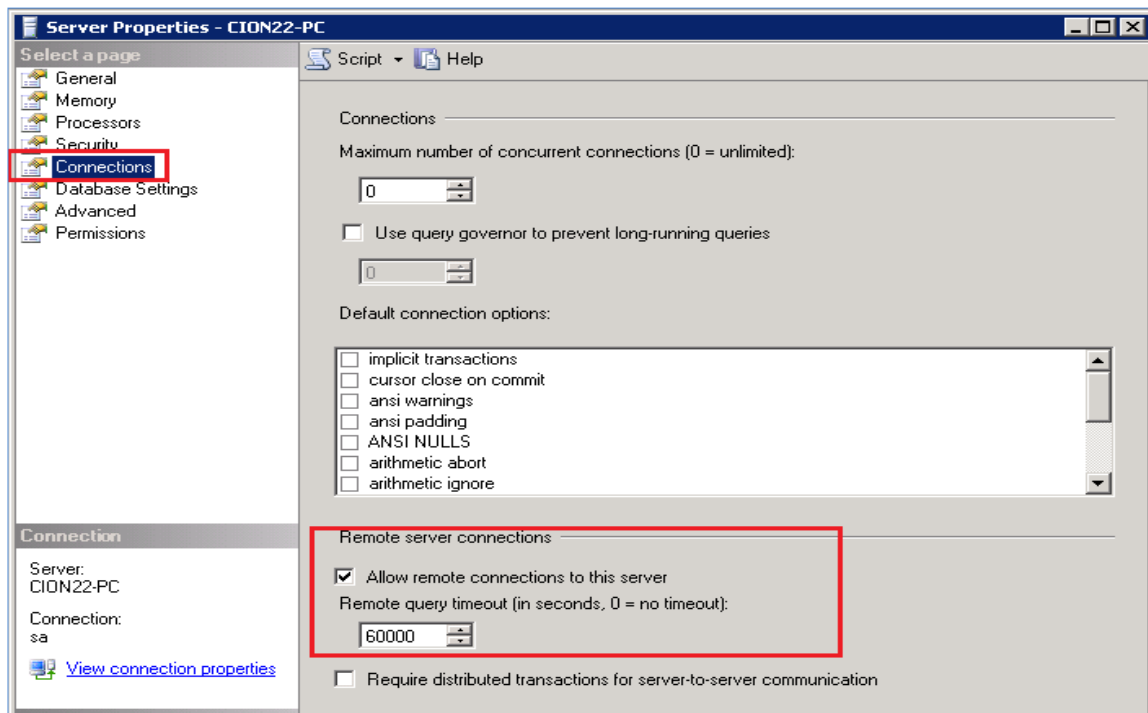 Server Properties - CION22-PC
Select a page
General
Memory
Processors
Security
Connections
Database Settings
Advanced
Permissions
Connection
Server:
CION22-PC
Connection:
sa
View connection properties
Script Help
Connections
Maximum number of concurrent connections (0 = unlimited):
0
Use query governor to prevent long-running queries
0
Default connection options:
implicit transactions
cursor close on commit
ansi warnings
ansi padding
ANSI NULLS
arithmetic abort
arithmetic ignore
Remote server connections
Allow remote connections to this server
Remote query timeout (in seconds, 0 = no timeout):
60000
Require distributed transactions for server-to-server communication